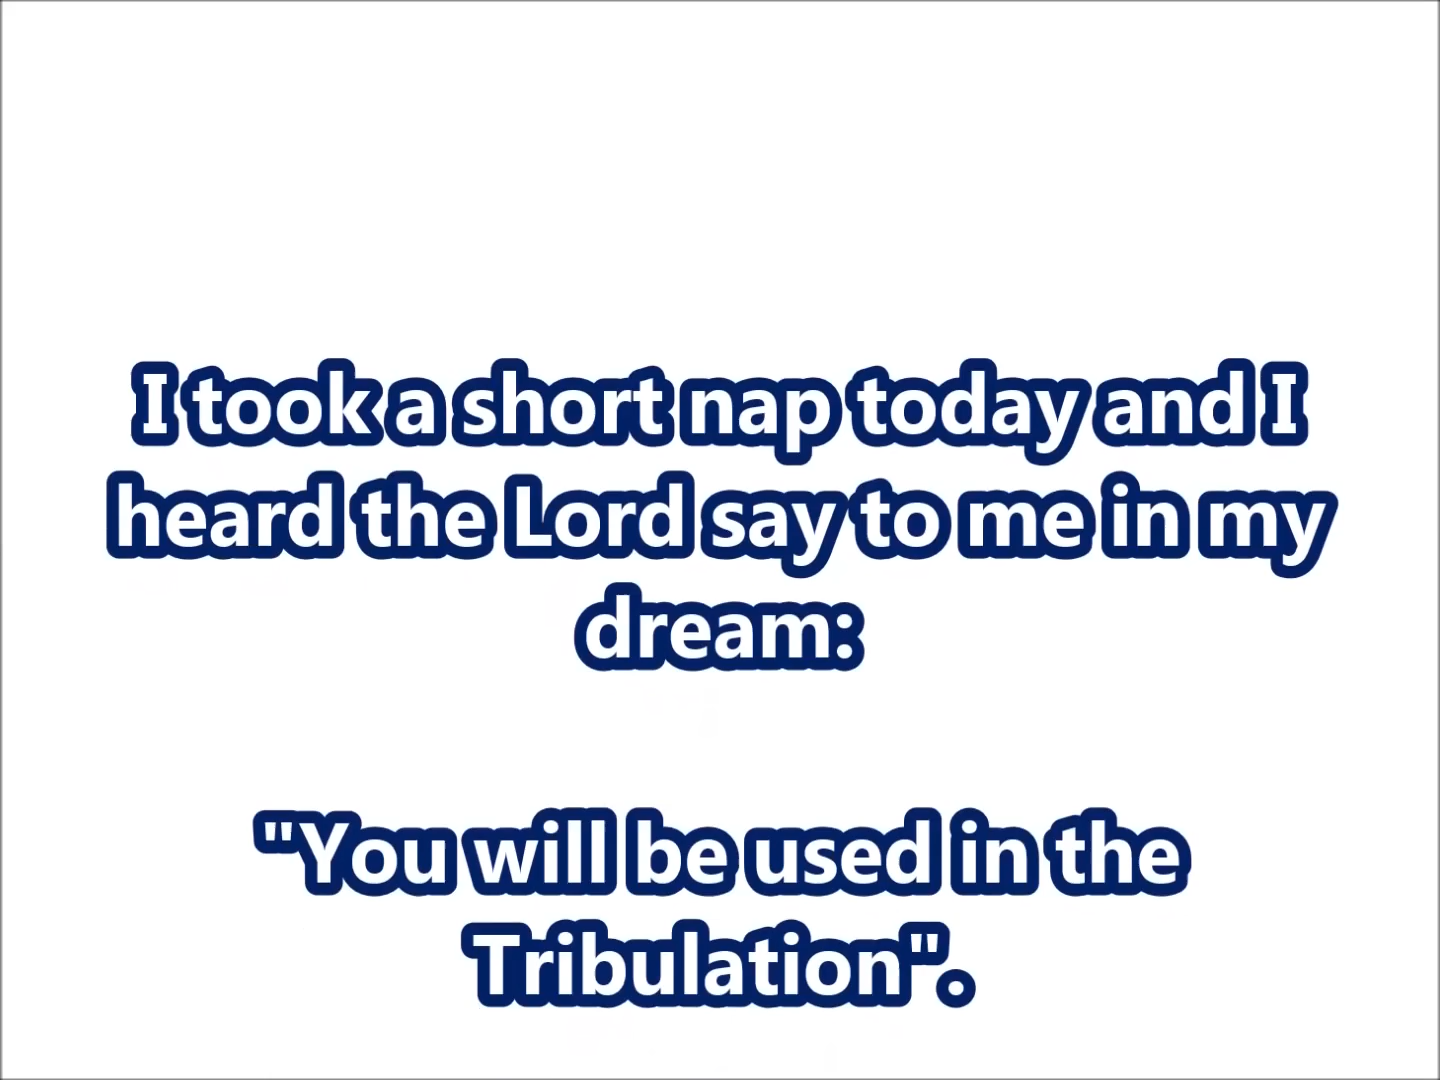 I took a short nap today and I
heard the Lord say to me in my
dream:
"You will be used in the
Tribulation".